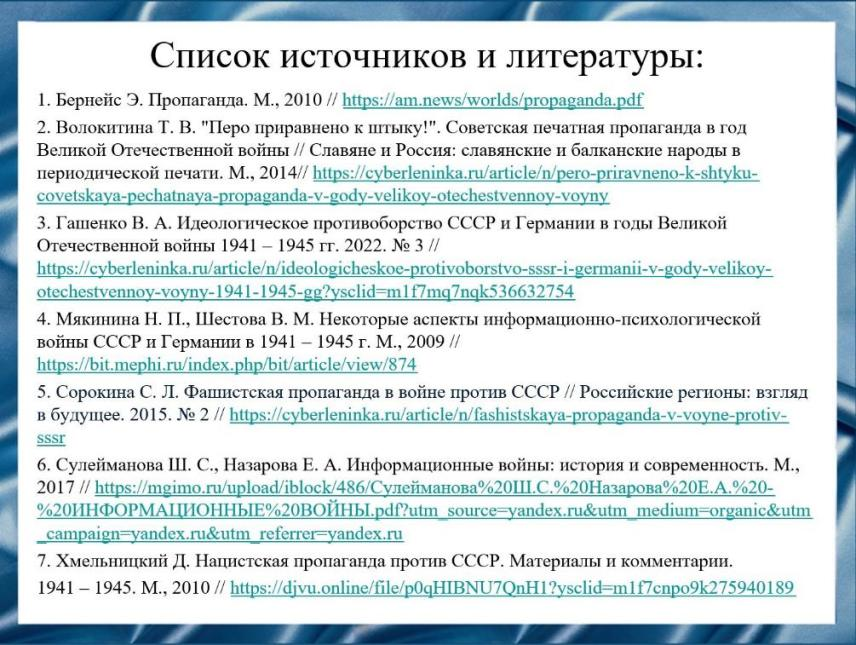 Список источников и литературы:
1. Бернейс Э. Пропаганда. М., 2010 // https://am.news/worlds/propaganda.pdf
2. Волокитина Т. В. "Перо приравнено к штыку!". Советская печатная пропаганда в год
Великой Отечественной войны // Славяне и Россия: славянские и балканские народы в
периодической печати. М., 2014// https://cyberleninka.ru/article/n/pero-priravneno-k-shtyku-
covetskaya-pechatnaya-propaganda-v-gody-velikoy-otechestvennoy-voyny
3. Гашенко В. А. Идеологическое противоборство СССР и Германии в годы Великой
Отечественной войны 1941 – 1945 гг. 2022. № 3 //
https://cyberleninka.ru/article/n/ideologicheskoe-protivoborstvo-sssr-i-germanii-v-gody-velikoy-
otechestvennoy-voyny-1941-1945-gg?ysclid=m1f7mq7nqk536632754
4. Мякинина Н. П., Шестова В. М. Некоторые аспекты информационно-психологической
войны СССР и Германии в 1941 – 1945 г. М., 2009 //
https://bit.mephi.ru/index.php/bit/article/view/874
5. Сорокина С. Л. Фашистская пропаганда в войне против СССР // Российские регионы: взгляд
в будущее. 2015. № 2 // https://cyberleninka.ru/article/n/fashistskaya-propaganda-v-voyne-protiv-
sssr
6. Сулейманова Ш. С., Назарова Е. А. Информационные войны: история и современность. М.,
2017 // https://mgimo.ru/upload/iblock/486/Сулейманова%20Ш.С.%20Назарова%20Е.А.%20-
%20ИНФОРМАЦИОННЫЕ%20ВОЙНЫ.pdf?utm_source=yandex.ru&utm_medium=organic&utm
_campaign=yandex.ru&utm_referrer=yandex.ru
7. Хмельницкий Д. Нацистская пропаганда против СССР. Материалы и комментарии.
1941 – 1945. М., 2010 // https://djvu.online/file/p0qHIBNU7QnH1?ysclid=m1f7cnpo9k275940189